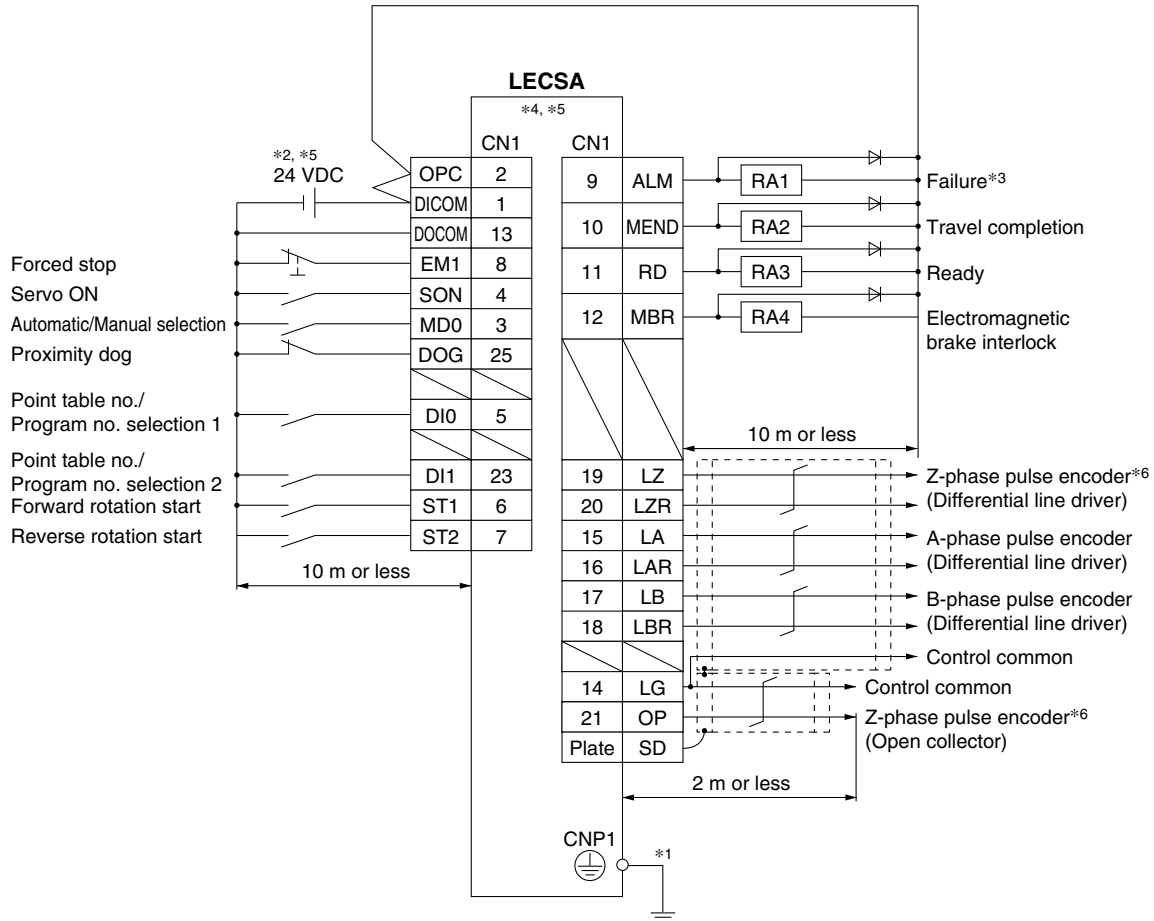 LECSA
*4, *5
CN1
CN1
*2, *5
24 VDC
OPC 2
DICOM 1
DOCOM 13
Forced stop EM1 8
Servo ON SON 4
Automatic/Manual selection MD0 3
Proximity dog DOG 25
Point table no./
Program no. selection 1 DI0 5
Point table no./
Program no. selection 2 DI1 23
Forward rotation start ST1 6
Reverse rotation start ST2 7
10 m or less
9 ALM RA1 Failure*3
10 MEND RA2 Travel completion
11 RD RA3 Ready
12 MBR RA4 Electromagnetic
brake interlock
10 m or less
19 LZ Z-phase pulse encoder*6
20 LZR (Differential line driver)
15 LA A-phase pulse encoder
16 LAR (Differential line driver)
17 LB B-phase pulse encoder
18 LBR (Differential line driver)
Control common
14 LG Control common
21 OP Z-phase pulse encoder*6
Plate SD (Open collector)
2 m or less
CNP1
*1